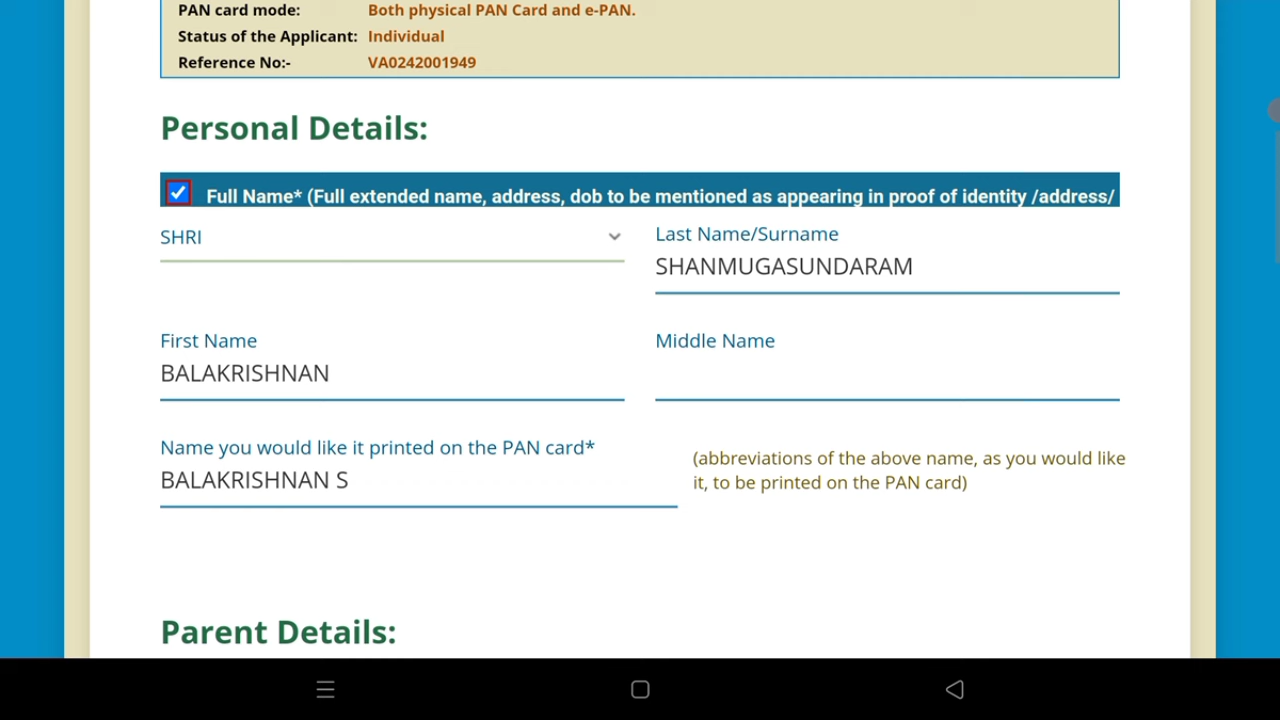 PAN card mode: Both physical PAN Card and e-PAN.
Status of the Applicant: Individual
Reference No:- VA0242001949
Personal Details:
Full Name* (Full extended name, address, dob to be mentioned as appearing in proof of identity /address/
SHRI
Last Name/Surname
SHANMUGASUNDARAM
First Name
BALAKRISHNAN
Middle Name
Name you would like it printed on the PAN card*
BALAKRISHNAN S
(abbreviations of the above name, as you would like
it, to be printed on the PAN card)
Parent Details: